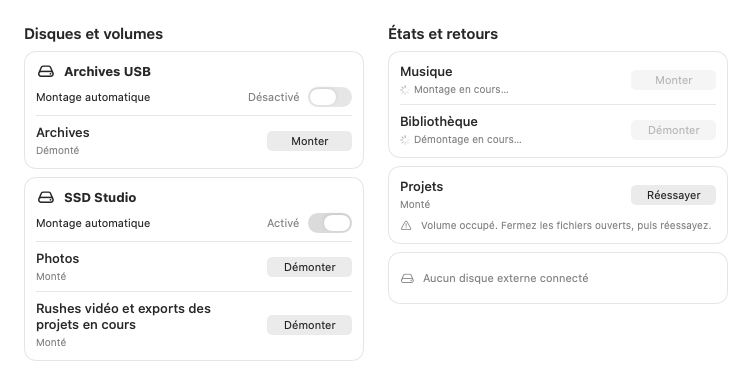 Disques et volumes
Archives USB
Montage automatique
Désactivé
Archives
Démonté
Monter
SSD Studio
Montage automatique
Activé
Photos
Monté
Démonter
Rushes vidéo et exports des
projets en cours
Monté
Démonter
États et retours
Musique
Montage en cours…
Monter
Bibliothèque
Démontage en cours…
Démonter
Projets
Monté
Réessayer
Volume occupé. Fermez les fichiers ouverts, puis réessayez.
Aucun disque externe connecté